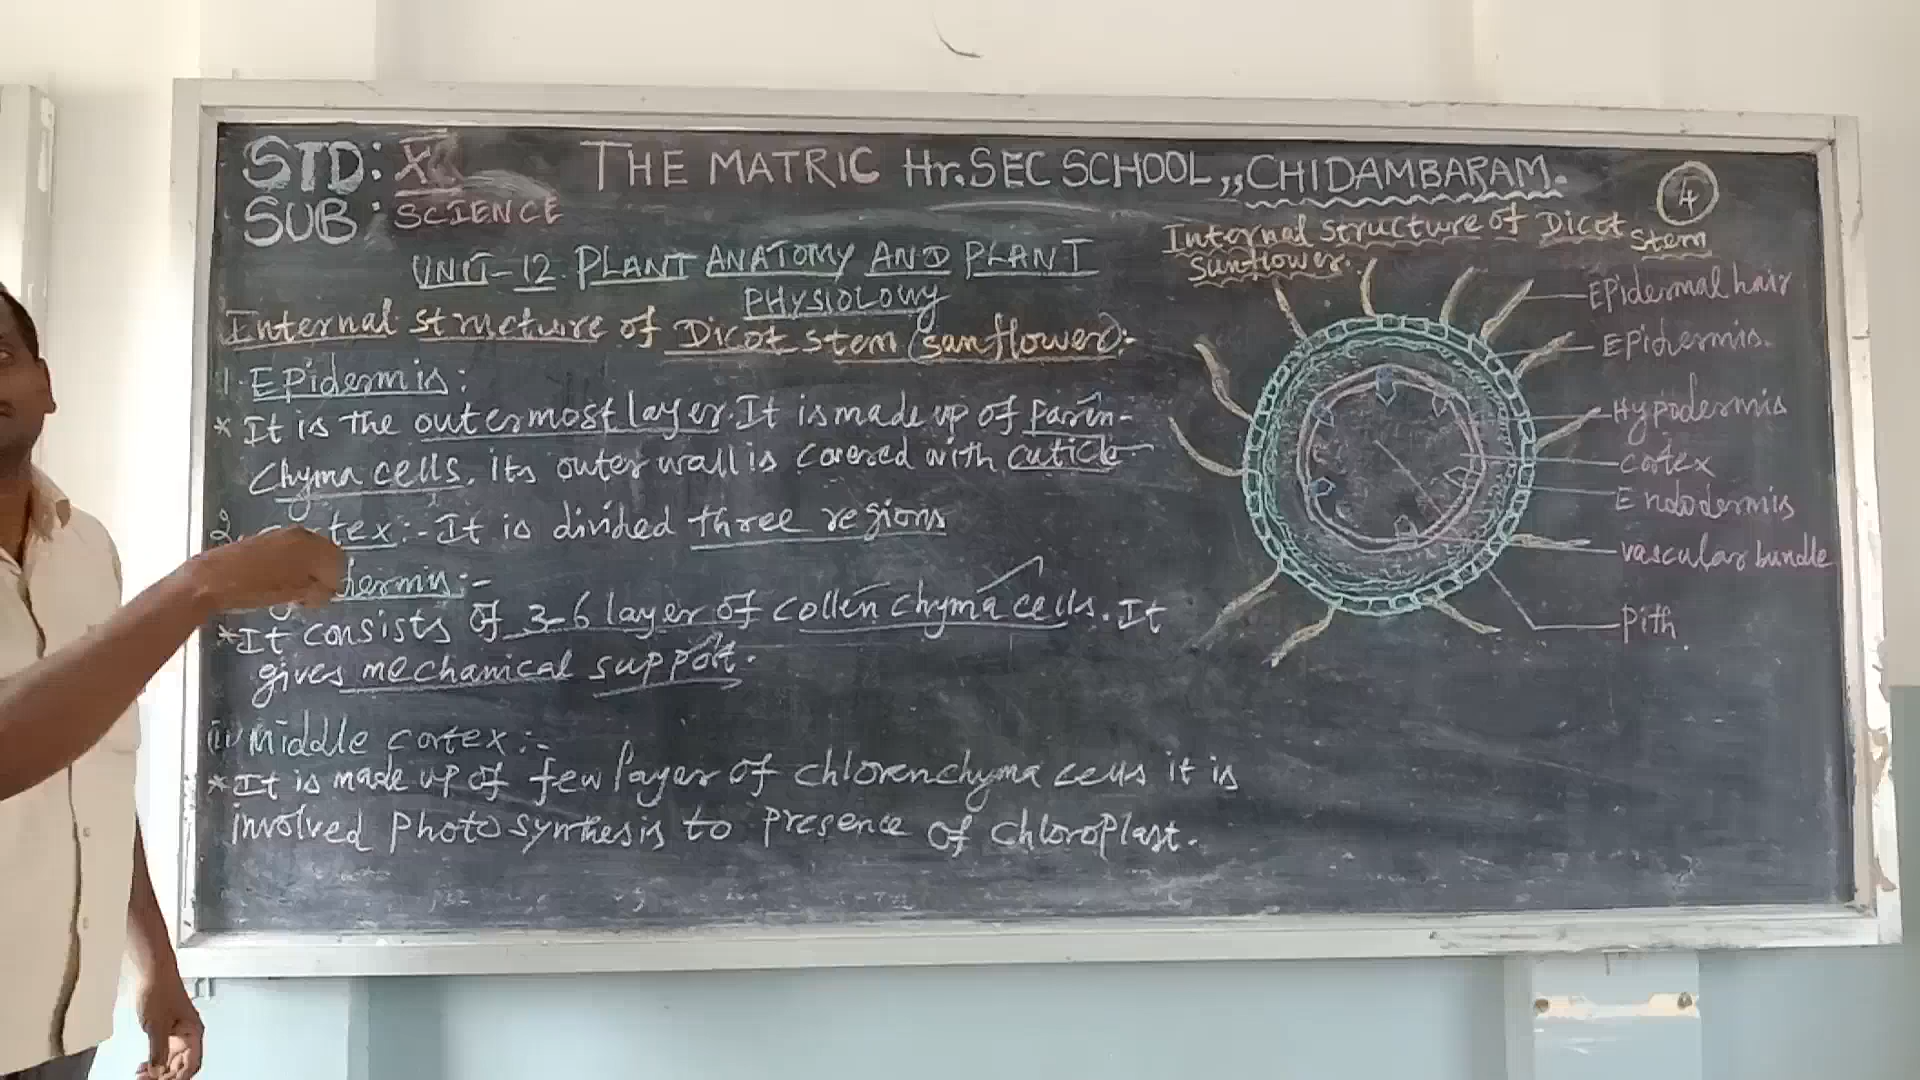 STD: X
THE MATRIC Hr.SEC SCHOOL,,CHIDAMBARAM.
SUB: SCIENCE
4
UNIT-12. PLANT ANATOMY AND PLANT
PHYSIOLOWY
Internal structure of Dicot stem (sunflower):-
1. Epidermis:
* It is the outermost layer. It is made up of Paren-
Chyma cells. its outer wall is covered with cuticle
tex:- It is divided three regions
dermis:-
* It consists of 3-6 layer of collen chyma cells. It
gives mechanical support.
Middle cortex:-
* It is made up of few layer of chlorenchyma cells it is
involved Photosynthesis to presence of chloroplast.
Internal Structure of Dicot Stem
Sunflower.
Epidermal hair
Epidermis.
Hypodermis
cortex
Endodermis
vascular bundle
Pith